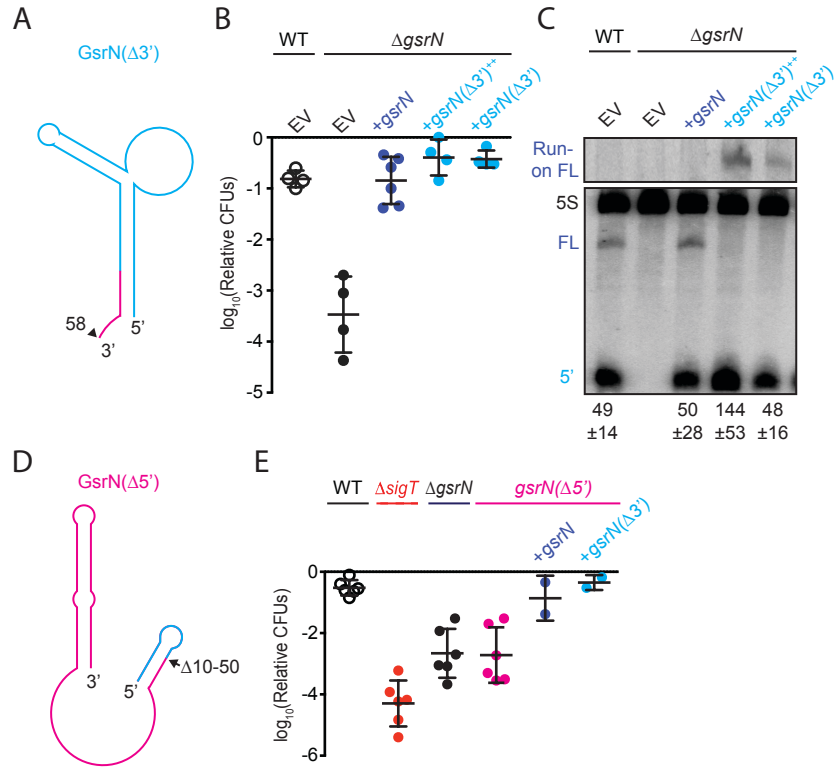 A
GsrN(Δ3')
58
3'
5'
B
WT
ΔgsrN
EV
EV
+gsrN
+gsrN(Δ3')++
+gsrN(Δ3')
log10(Relative CFUs)
0
-1
-2
-3
-4
-5
C
WT
ΔgsrN
EV
EV
+gsrN
+gsrN(Δ3')++
+gsrN(Δ3')
Run-
on FL
5S
FL
5'
49 50 144 48
±14 ±28 ±53 ±16
D
GsrN(Δ5')
3'
5'
Δ10-50
E
WT
ΔsigT
ΔgsrN
gsrN(Δ5')
+gsrN
+gsrN(Δ3')
log10(Relative CFUs)
0
-2
-4
-6